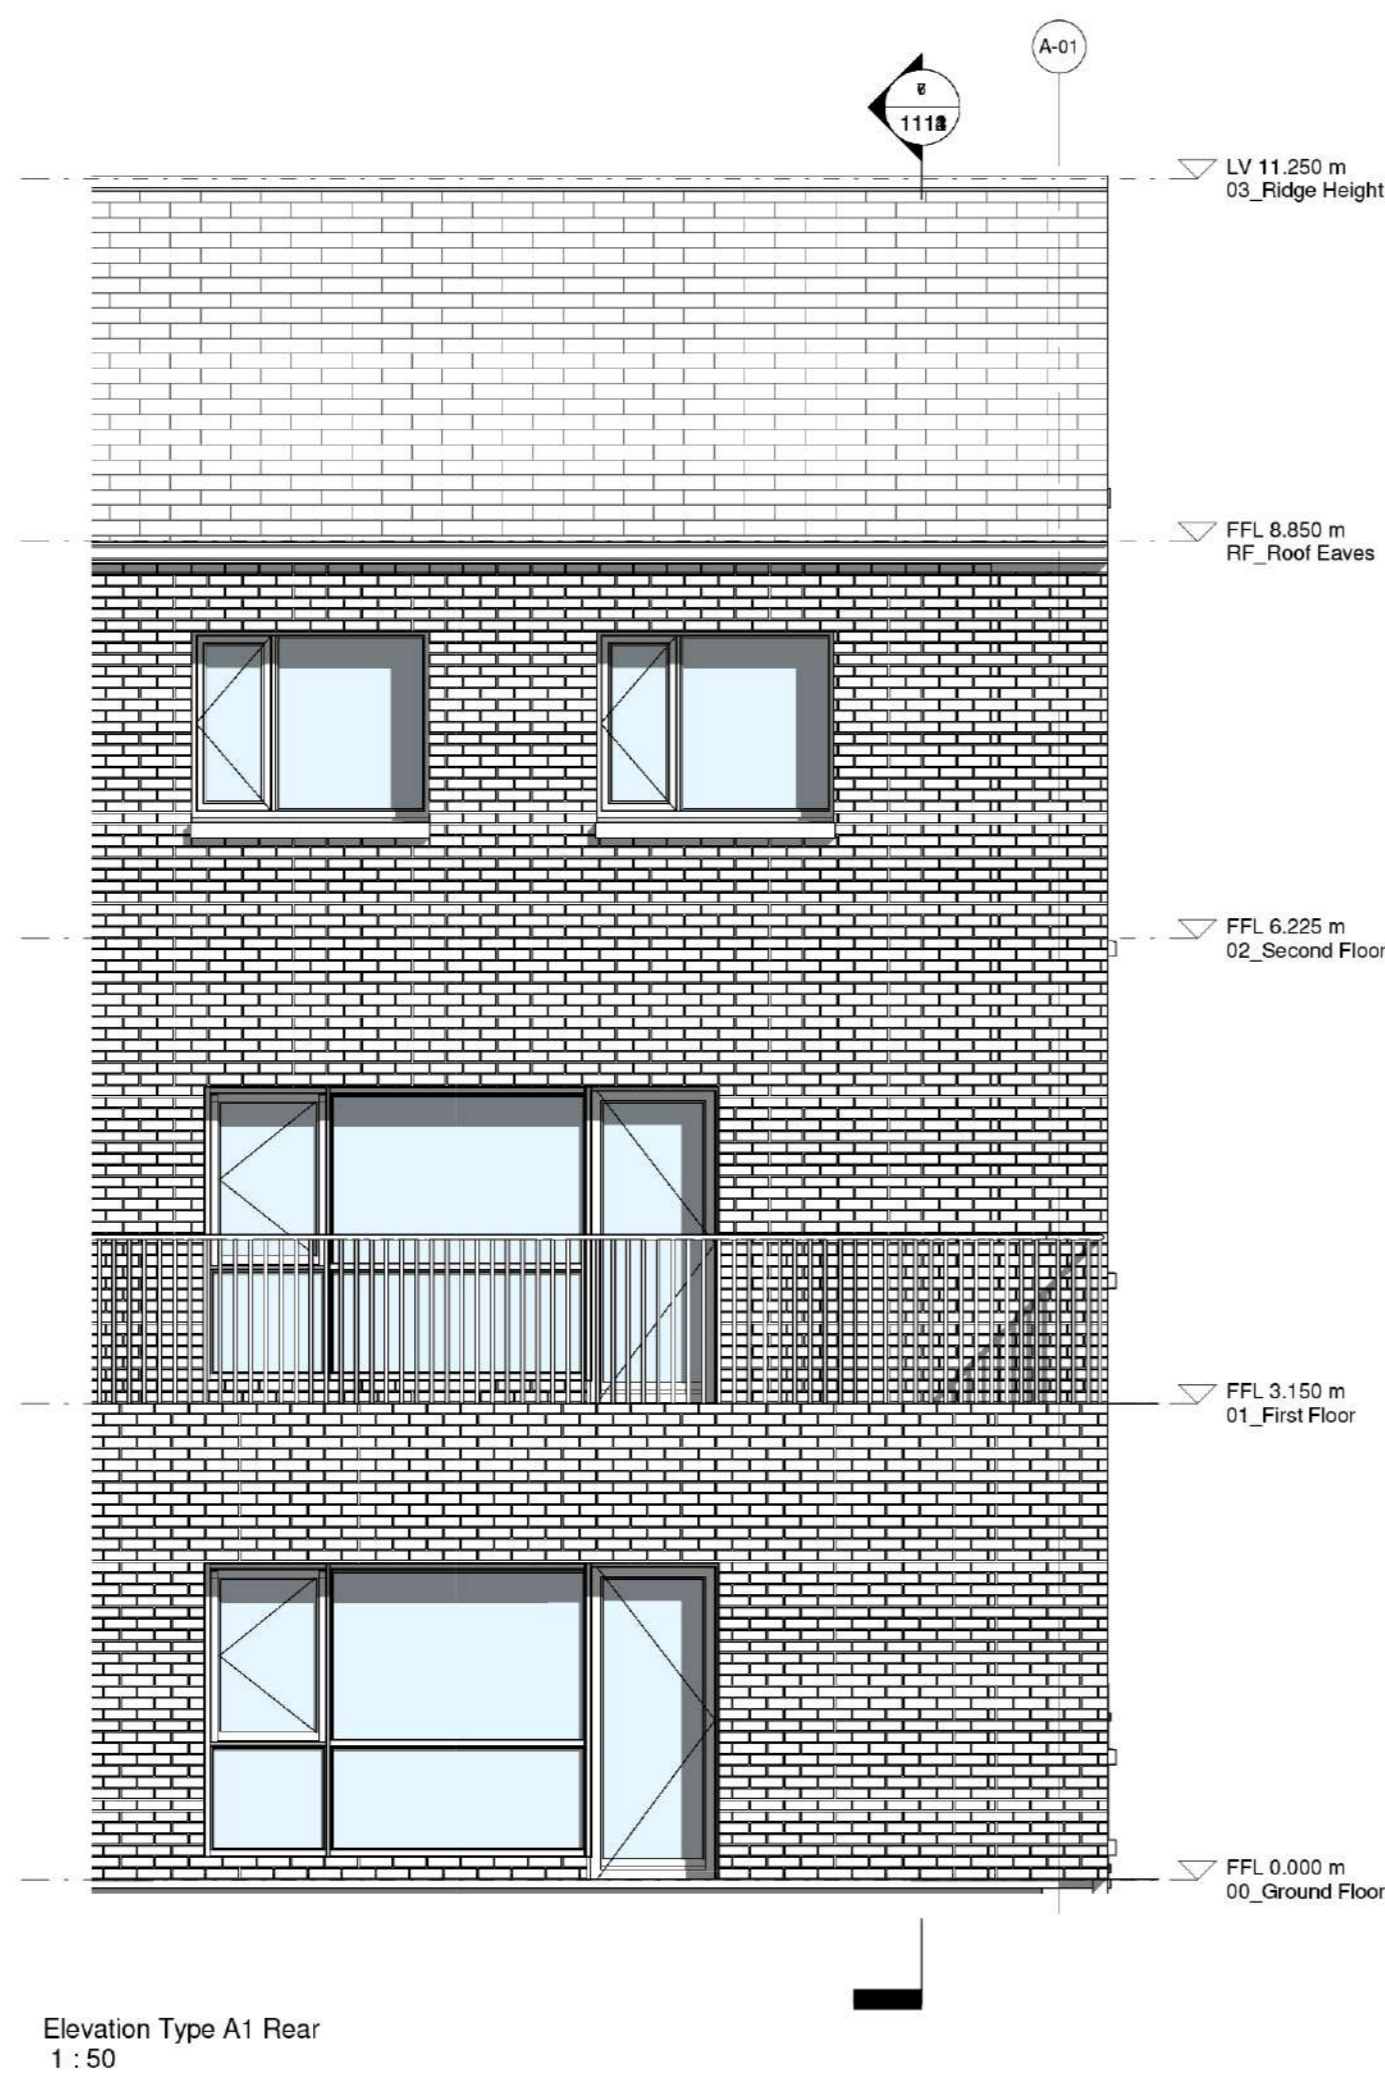 A-01
LV 11.250 m
03_Ridge Height
FFL 8.850 m
RF_Roof Eaves
FFL 6.225 m
02_Second Floor
FFL 3.150 m
01_First Floor
FFL 0.000 m
00_Ground Floor
Elevation Type A1 Rear
1 : 50